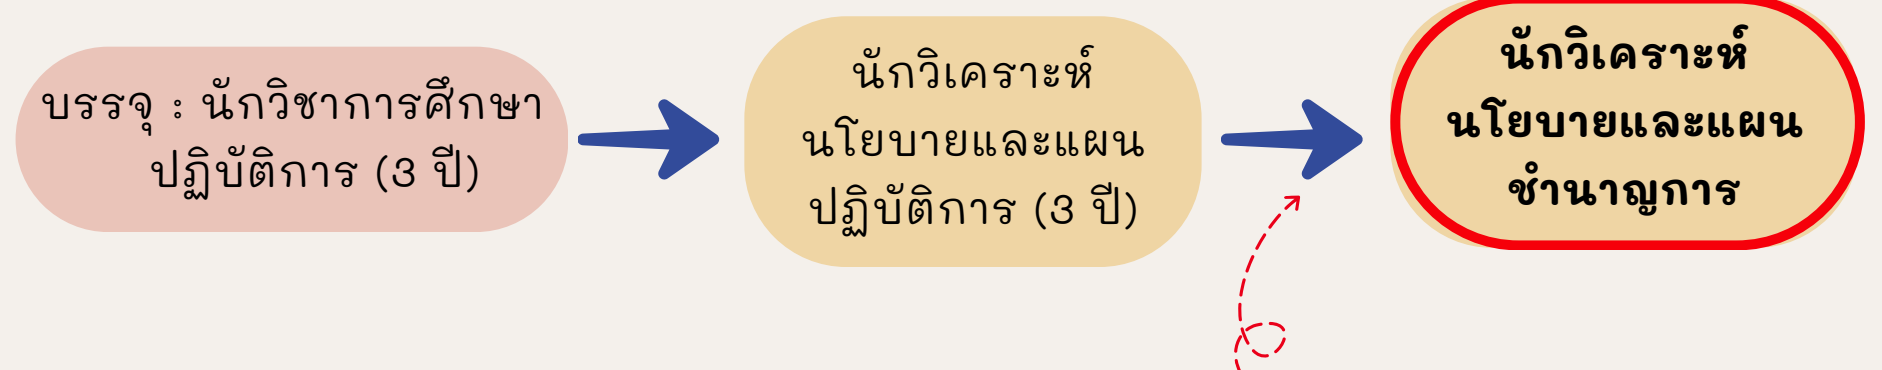 บรรจุ : นักวิชาการศึกษา
ปฏิบัติการ (3 ปี)
นักวิเคราะห์
นโยบายและแผน
ปฏิบัติการ (3 ปี)
นักวิเคราะห์
นโยบายและแผน
ชำนาญการ